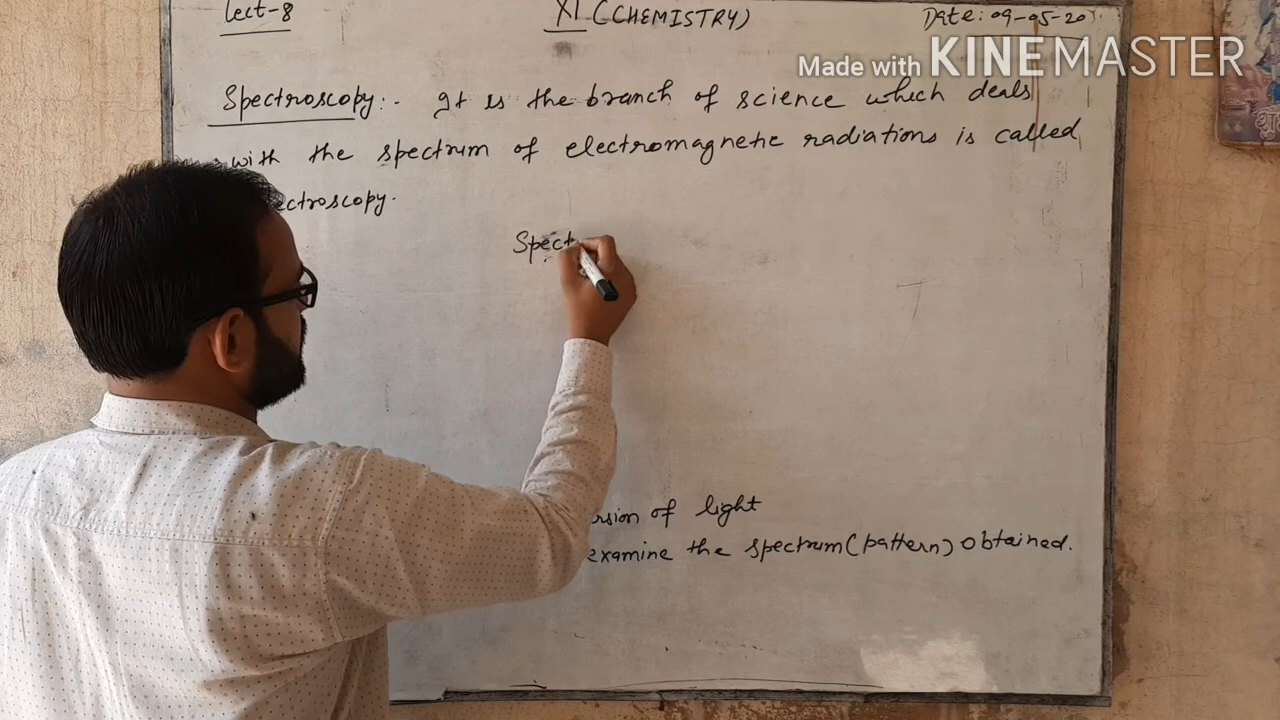 Lect-8 XI (CHEMISTRY) Date: 09-05-20
Made with KINEMASTER
Spectroscopy:- It is the branch of science which deals
with the spectrum of electromagnetic radiations is called
ectroscopy.
Spect
rsion of light
examine the spectrum (pattern) obtained.